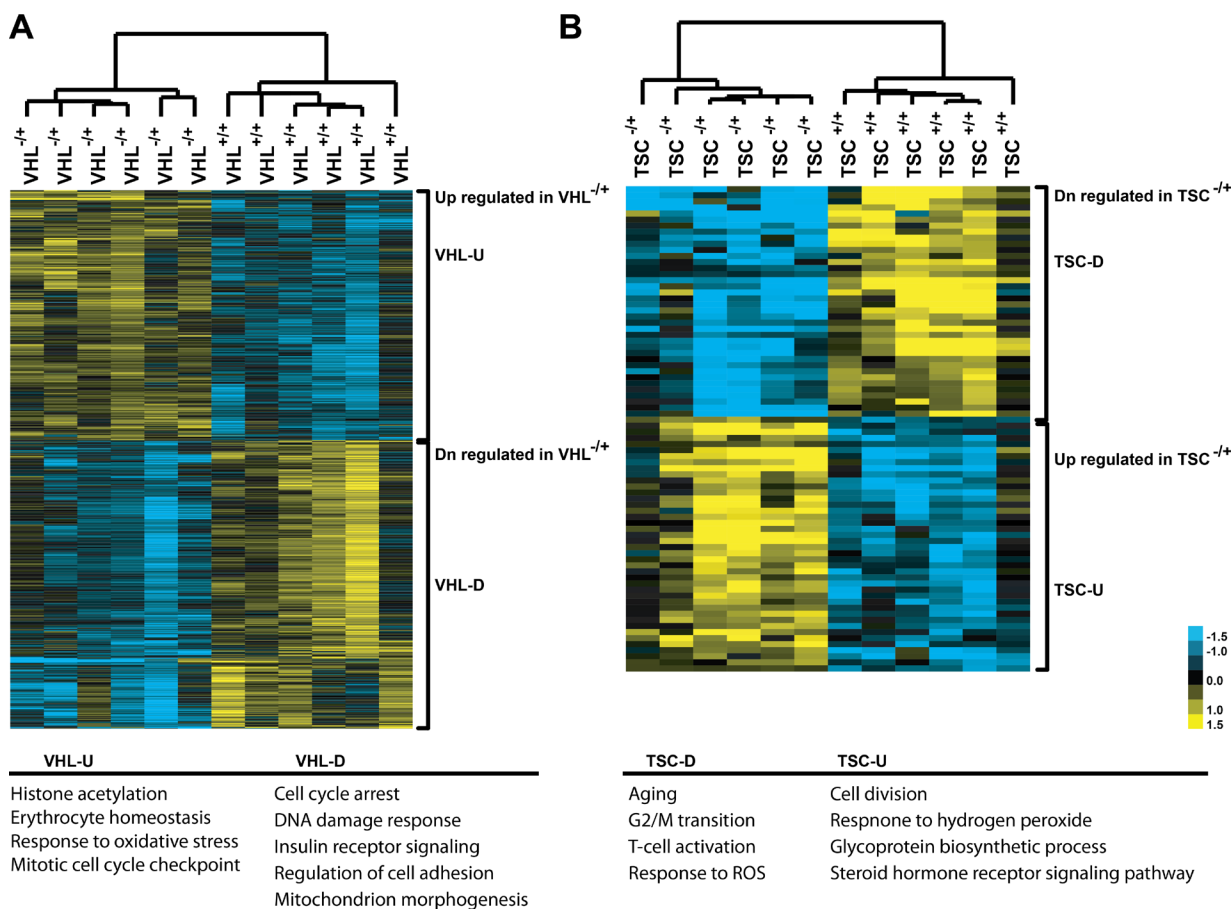 A
B
VHL-/+ VHL-/+ VHL-/+ VHL-/+ VHL-/+ VHL-/+ VHL+/+ VHL+/+ VHL+/+ VHL+/+ VHL+/+ VHL+/+
TSC-/+ TSC-/+ TSC-/+ TSC-/+ TSC-/+ TSC-/+ TSC+/+ TSC+/+ TSC+/+ TSC+/+ TSC+/+ TSC+/+
Up regulated in VHL-/+
VHL-U
Dn regulated in VHL-/+
VHL-D
Dn regulated in TSC-/+
TSC-D
Up regulated in TSC-/+
TSC-U
-1.5
-1.0
0.0
1.0
1.5
VHL-U VHL-D
Histone acetylation Cell cycle arrest
Erythrocyte homeostasis DNA damage response
Response to oxidative stress Insulin receptor signaling
Mitotic cell cycle checkpoint Regulation of cell adhesion
Mitochondrion morphogenesis
TSC-D TSC-U
Aging Cell division
G2/M transition Respnone to hydrogen peroxide
T-cell activation Glycoprotein biosynthetic process
Response to ROS Steroid hormone receptor signaling pathway